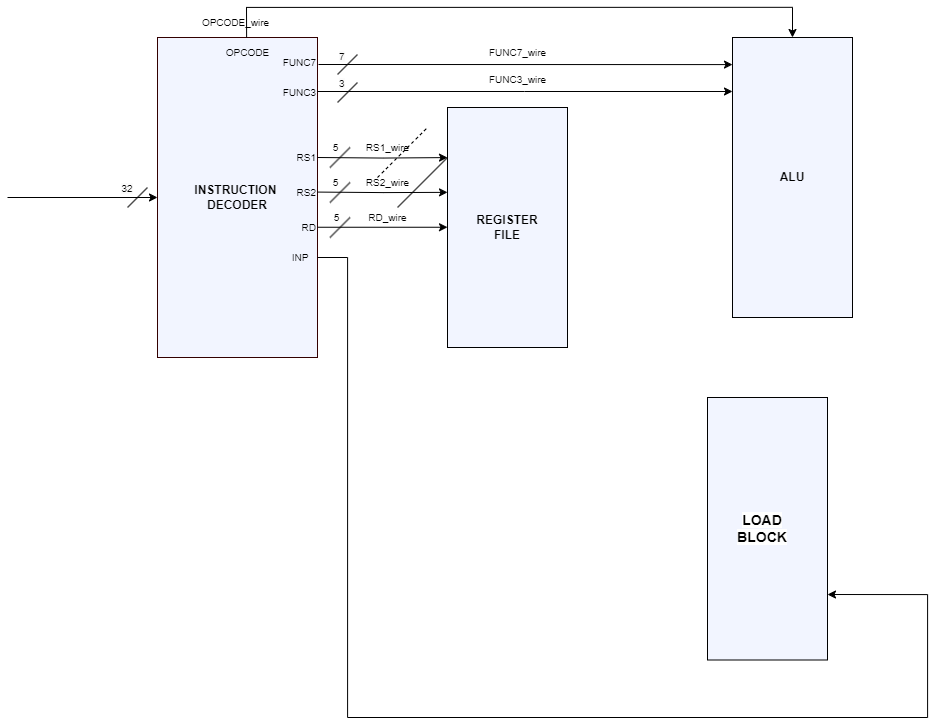 OPCODE_wire
OPCODE
FUNC7
7
FUNC7_wire
FUNC3
3
FUNC3_wire
RS1
5
RS1_wire
RS2
5
RS2_wire
RD
5
RD_wire
INP
32
INSTRUCTION
DECODER
REGISTER
FILE
ALU
LOAD
BLOCK